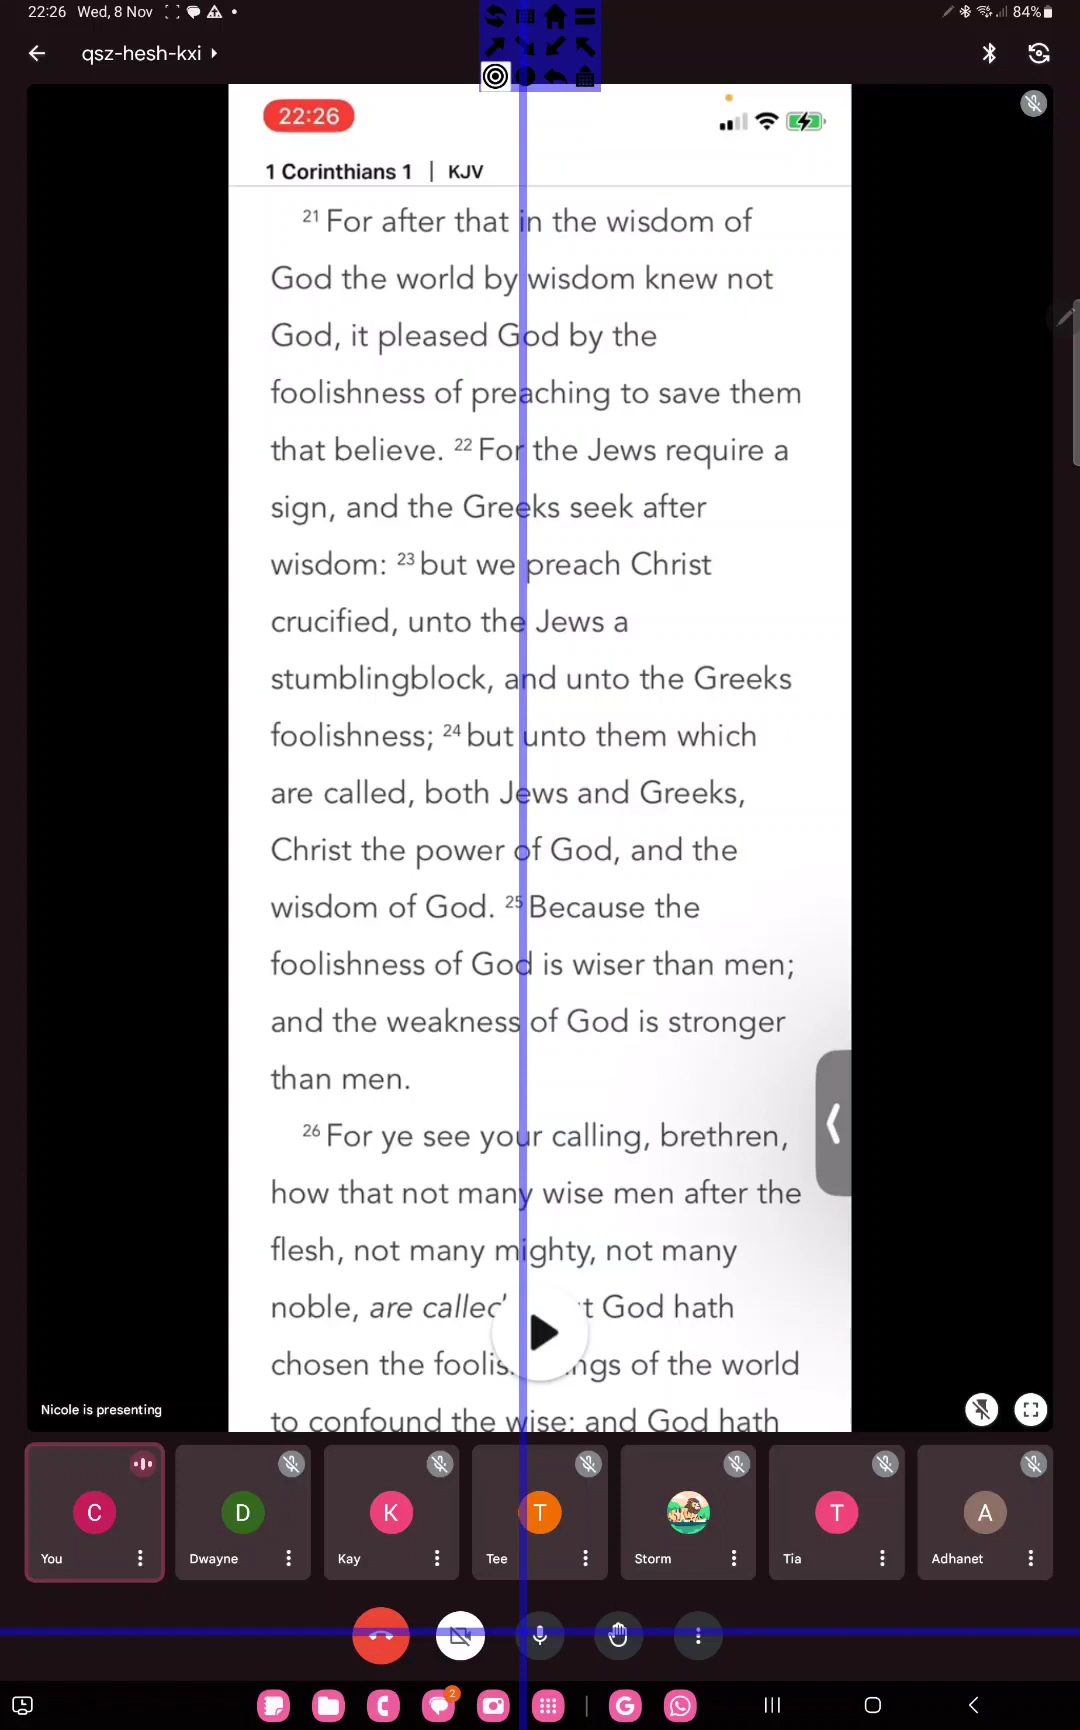 22:26 Wed, 8 Nov
84%
qsz-hesh-kxi
22:26
1 Corinthians 1 | KJV
21 For after that in the wisdom of
God the world by wisdom knew not
God, it pleased God by the
foolishness of preaching to save them
that believe. 22 For the Jews require a
sign, and the Greeks seek after
wisdom: 23 but we preach Christ
crucified, unto the Jews a
stumblingblock, and unto the Greeks
foolishness; 24 but unto them which
are called, both Jews and Greeks,
Christ the power of God, and the
wisdom of God. 25 Because the
foolishness of God is wiser than men;
and the weakness of God is stronger
than men.
26 For ye see your calling, brethren,
how that not many wise men after the
flesh, not many mighty, not many
noble, are called God hath
chosen the of the world
to confound the wise; and God hath
Nicole is presenting
C
D
K
T
T
A
You
Dwayne
Kay
Tee
Storm
Tia
Adhanet
2
G